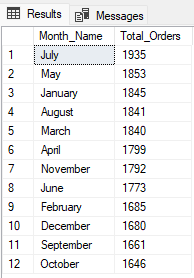 Results Messages
Month_Name Total_Orders
1 July 1935
2 May 1853
3 January 1845
4 August 1841
5 March 1840
6 April 1799
7 November 1792
8 June 1773
9 February 1685
10 December 1680
11 September 1661
12 October 1646